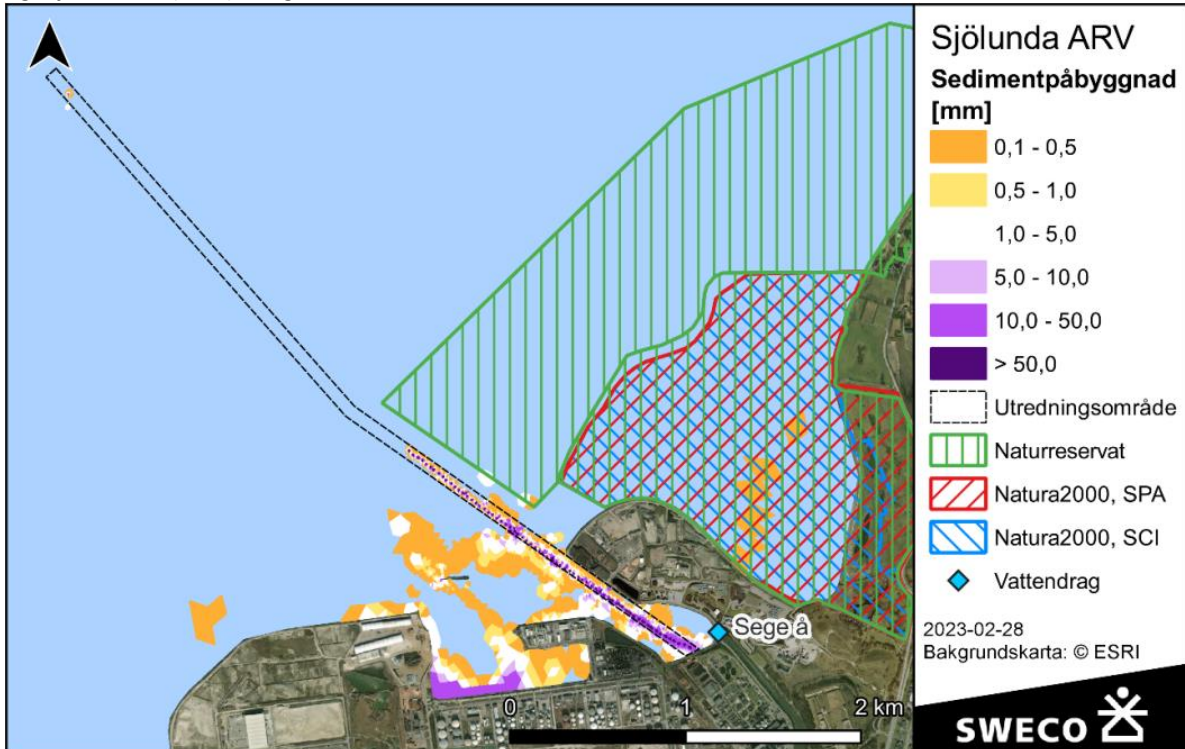 Sjölunda ARV
Sedimentpåbyggnad
[mm]
0,1 - 0,5
0,5 - 1,0
1,0 - 5,0
5,0 - 10,0
10,0 - 50,0
> 50,0
Utredningsområde
Naturreservat
Natura2000, SPA
Natura2000, SCI
Vattendrag
2023-02-28
Bakgrundskarta: © ESRI
SWECO
Sege å
0 1 2 km